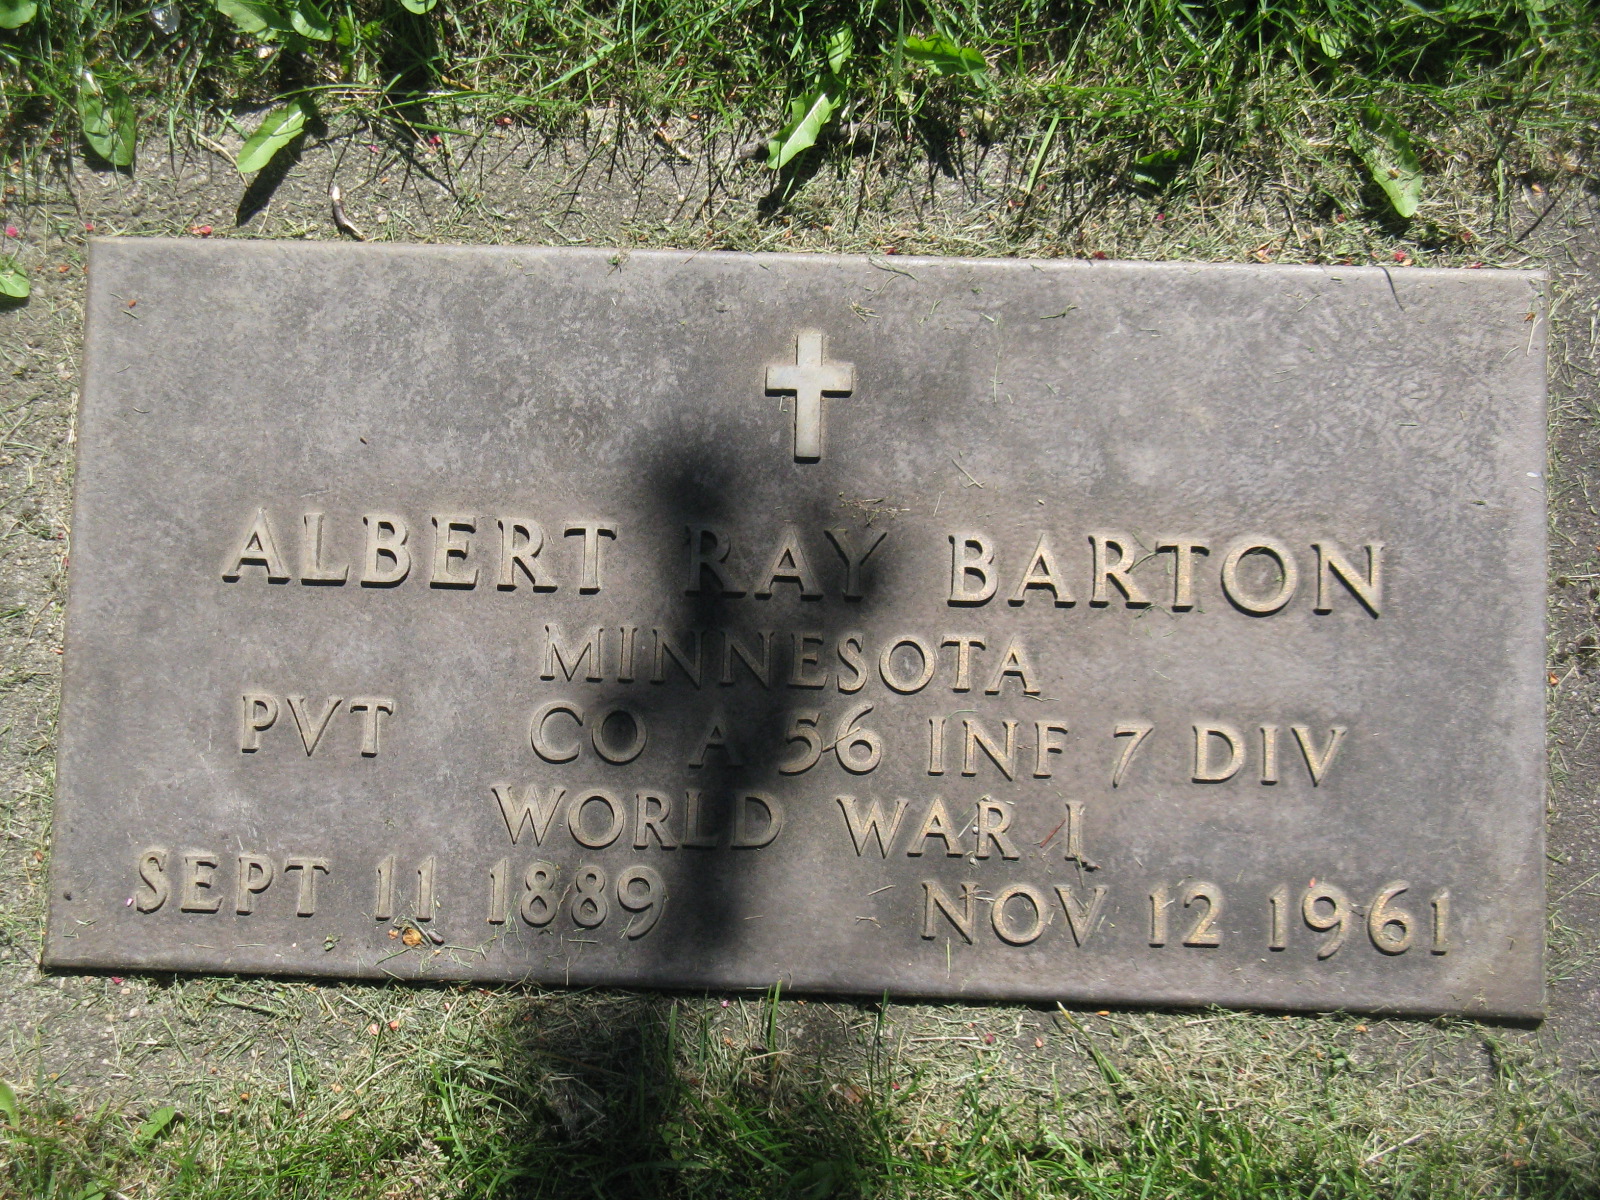 ALBERT RAY BARTON
MINNESOTA
PVT CO A 56 INF 7 DIV
WORLD WAR I
SEPT 11 1889 NOV 12 1961